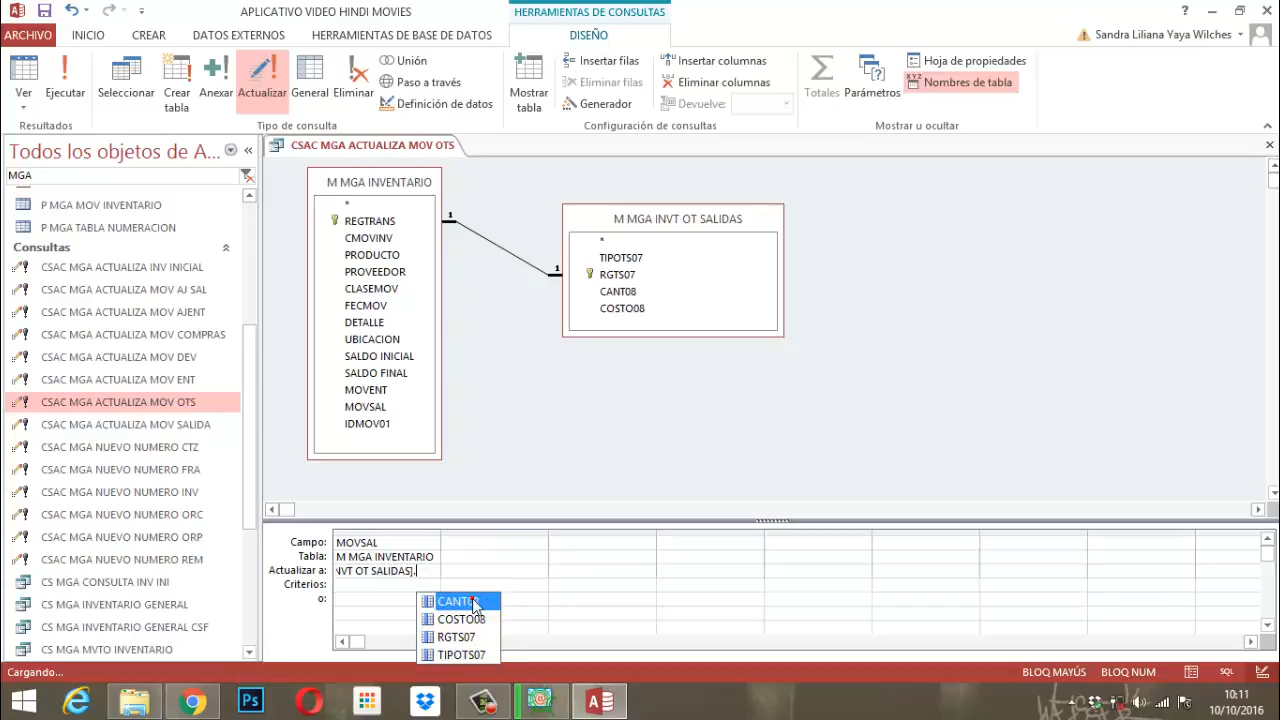 APLICATIVO VIDEO HINDI MOVIES
HERRAMIENTAS DE CONSULTAS
?
ARCHIVO INICIO CREAR DATOS EXTERNOS HERRAMIENTAS DE BASE DE DATOS DISEÑO
Sandra Liliana Yaya Wilches
Ver
Ejecutar
Resultados
Seleccionar
Crear tabla
Anexar
Actualizar
General
Eliminar
Unión
Paso a través
Definición de datos
Tipo de consulta
Mostrar tabla
Insertar filas
Eliminar filas
Generador
Insertar columnas
Eliminar columnas
Devuelve:
Configuración de consultas
Totales
Parámetros
Hoja de propiedades
Nombres de tabla
Mostrar u ocultar
Todos los objetos de A...
MGA
P MGA MOV INVENTARIO
P MGA TABLA NUMERACION
Consultas
CSAC MGA ACTUALIZA INV INICIAL
CSAC MGA ACTUALIZA MOV AJ SAL
CSAC MGA ACTUALIZA MOV AJENT
CSAC MGA ACTUALIZA MOV COMPRAS
CSAC MGA ACTUALIZA MOV DEV
CSAC MGA ACTUALIZA MOV ENT
CSAC MGA ACTUALIZA MOV OTS
CSAC MGA ACTUALIZA MOV SALIDA
CSAC MGA NUEVO NUMERO CTZ
CSAC MGA NUEVO NUMERO FRA
CSAC MGA NUEVO NUMERO INV
CSAC MGA NUEVO NUMERO ORC
CSAC MGA NUEVO NUMERO ORP
CSAC MGA NUEVO NUMERO REM
CS MGA CONSULTA INV INI
CS MGA INVENTARIO GENERAL
CS MGA INVENTARIO GENERAL CSF
CS MGA MVTO INVENTARIO
CSAC MGA ACTUALIZA MOV OTS
M MGA INVENTARIO
*
REGTRANS
CMOVINV
PRODUCTO
PROVEEDOR
CLASEMOV
FECMOV
DETALLE
UBICACION
SALDO INICIAL
SALDO FINAL
MOVENT
MOVSAL
IDMOV01
1
1
M MGA INVT OT SALIDAS
*
TIPOTS07
RGTS07
CANT08
COSTO08
Campo: MOVSAL
Tabla: M MGA INVENTARIO
Actualizar a: NVT OT SALIDAS].
Criterios:
o:
CANT08
COSTO08
RGTS07
TIPOTS07
Cargando...
BLOQ MAYÚS BLOQ NUM SQL
Ps
10:11
10/10/2016